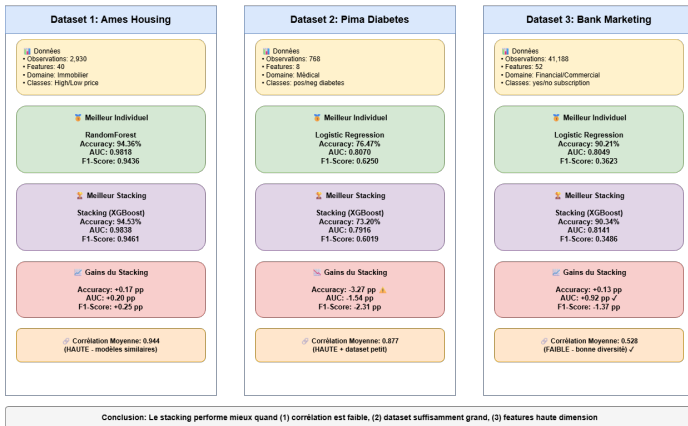 Dataset 1: Ames Housing
Données
• Observations: 2,930
• Features: 40
• Domaine: Immobilier
• Classes: High/Low price
Meilleur Individuel
RandomForest
Accuracy: 94.36%
AUC: 0.9818
F1-Score: 0.9436
Meilleur Stacking
Stacking (XGBoost)
Accuracy: 94.53%
AUC: 0.9838
F1-Score: 0.9461
Gains du Stacking
Accuracy: +0.17 pp
AUC: +0.20 pp
F1-Score: +0.25 pp
Corrélation Moyenne: 0.944
(HAUTE - modèles similaires)
Dataset 2: Pima Diabetes
Données
• Observations: 768
• Features: 8
• Domaine: Médical
• Classes: pos/neg diabetes
Meilleur Individuel
Logistic Regression
Accuracy: 76.47%
AUC: 0.8070
F1-Score: 0.6250
Meilleur Stacking
Stacking (XGBoost)
Accuracy: 73.20%
AUC: 0.7916
F1-Score: 0.6019
Gains du Stacking
Accuracy: -3.27 pp ⚠️
AUC: -1.54 pp
F1-Score: -2.31 pp
Corrélation Moyenne: 0.877
(HAUTE + dataset petit)
Dataset 3: Bank Marketing
Données
• Observations: 41,188
• Features: 52
• Domaine: Financial/Commercial
• Classes: yes/no subscription
Meilleur Individuel
Logistic Regression
Accuracy: 90.21%
AUC: 0.8049
F1-Score: 0.3623
Meilleur Stacking
Stacking (XGBoost)
Accuracy: 90.34%
AUC: 0.8141
F1-Score: 0.3486
Gains du Stacking
Accuracy: +0.13 pp
AUC: +0.92 pp ✓
F1-Score: -1.37 pp
Corrélation Moyenne: 0.528
(FAIBLE - bonne diversité) ✓
Conclusion: Le stacking performe mieux quand (1) corrélation est faible, (2) dataset suffisamment grand, (3) features haute dimension